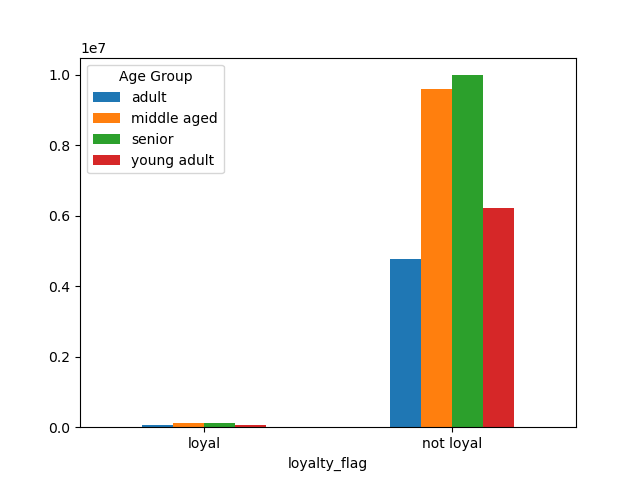 1e7
1.0
0.8
0.6
0.4
0.2
0.0
Age Group
adult
middle aged
senior
young adult
loyal
not loyal
loyalty_flag